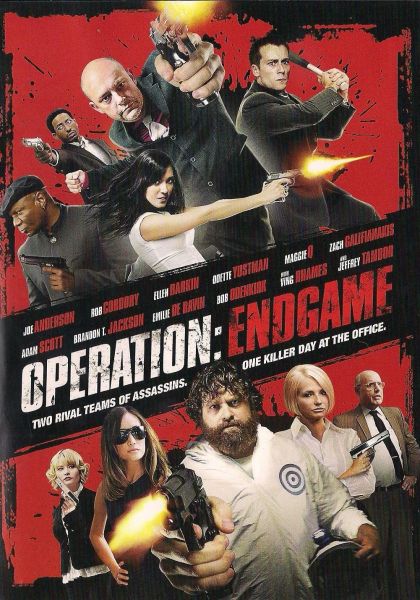 JOE ANDERSON ROB CORDDRY ELLEN BARKIN ODETTE YUSTMAN MAGGIE Q ZACH GALIFIANAKIS
ADAM SCOTT BRANDON T. JACKSON EMILIE DE RAVIN BOB ODENKIRK WITH VING RHAMES AND JEFFREY TAMBOR
OPERATION: ENDGAME
TWO RIVAL TEAMS OF ASSASSINS. ONE KILLER DAY AT THE OFFICE.